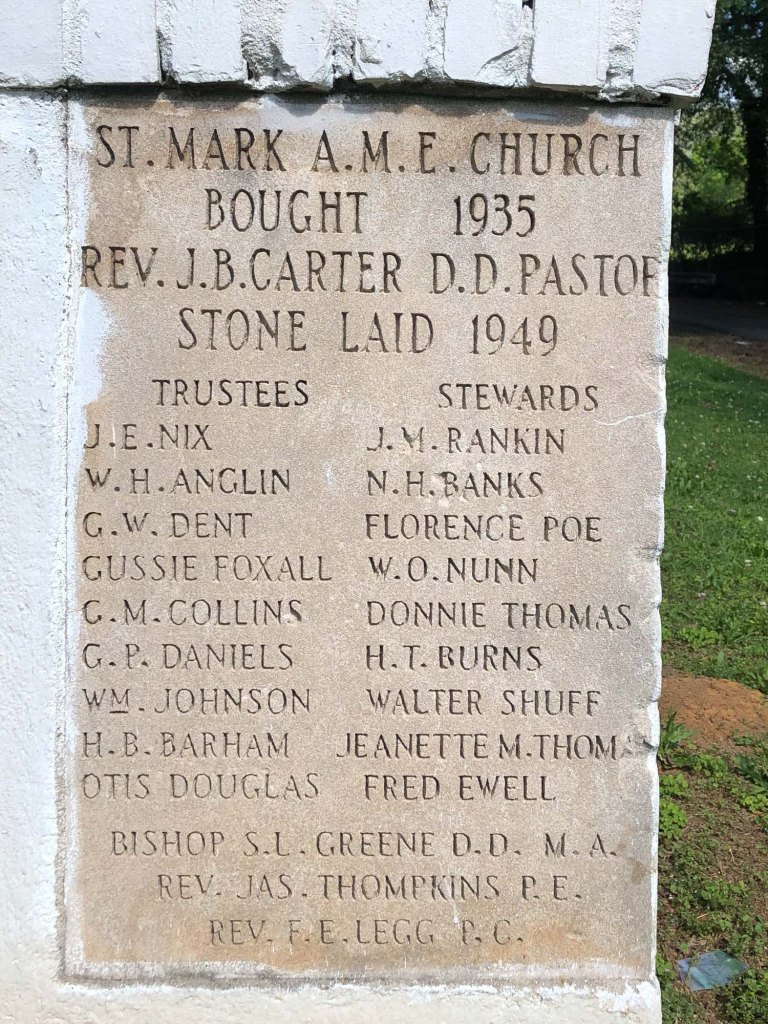 ST. MARK A.M.E. CHURCH
BOUGHT 1935
REV. J.B. CARTER D.D. PASTOR
STONE LAID 1949
TRUSTEES STEWARDS
J.E. NIX J.M. RANKIN
W.H. ANGLIN N.H. BANKS
G.W. DENT FLORENCE POE
GUSSIE FOXALL W.O. NUNN
C.M. COLLINS DONNIE THOMAS
G.P. DANIELS H.T. BURNS
WM. JOHNSON WALTER SHUFF
H.B. BARHAM JEANETTE M. THOMAS
OTIS DOUGLAS FRED EWELL
BISHOP S.L. GREENE D.D. M.A.
REV. JAS. THOMPKINS P.E.
REV. F.E. LEGG P.C.